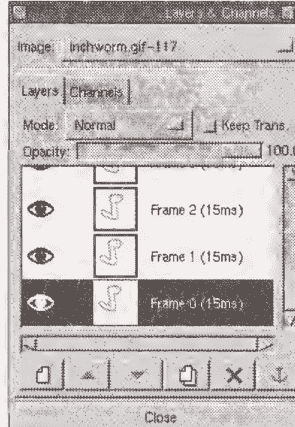 Layers & Channels
Image: Inchworm.gif-117
Layers Channels
Mode: Normal Keep Trans.
Opacity: 100.0
Frame 2 (15ms)
Frame 1 (15ms)
Frame 0 (15ms)
Close